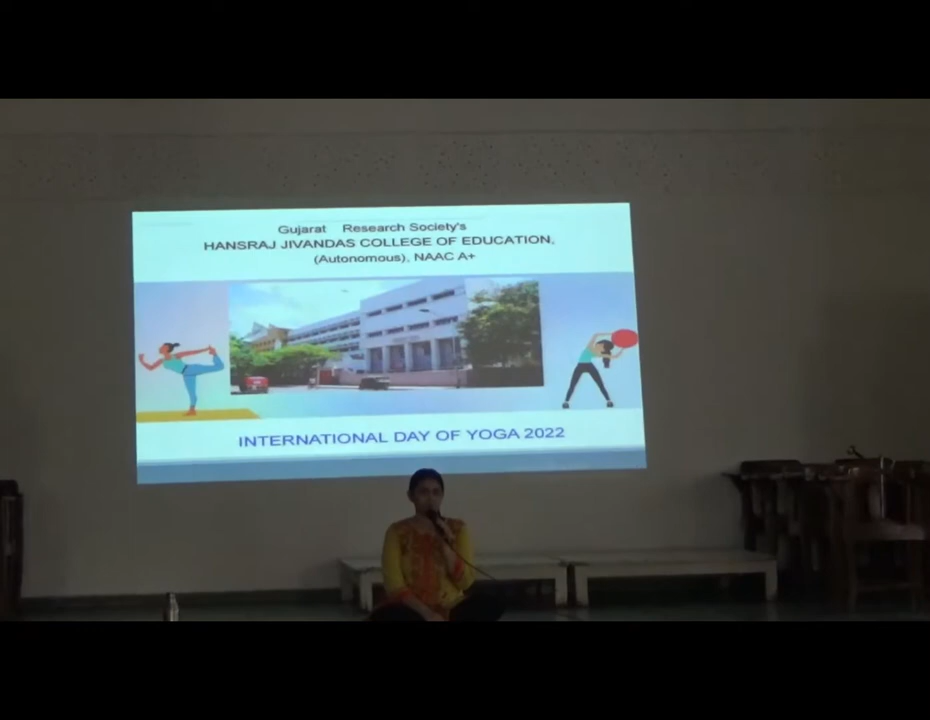 Gujarat Research Society's
HANSRAJ JIVANDAS COLLEGE OF EDUCATION,
(Autonomous), NAAC A+
INTERNATIONAL DAY OF YOGA 2022